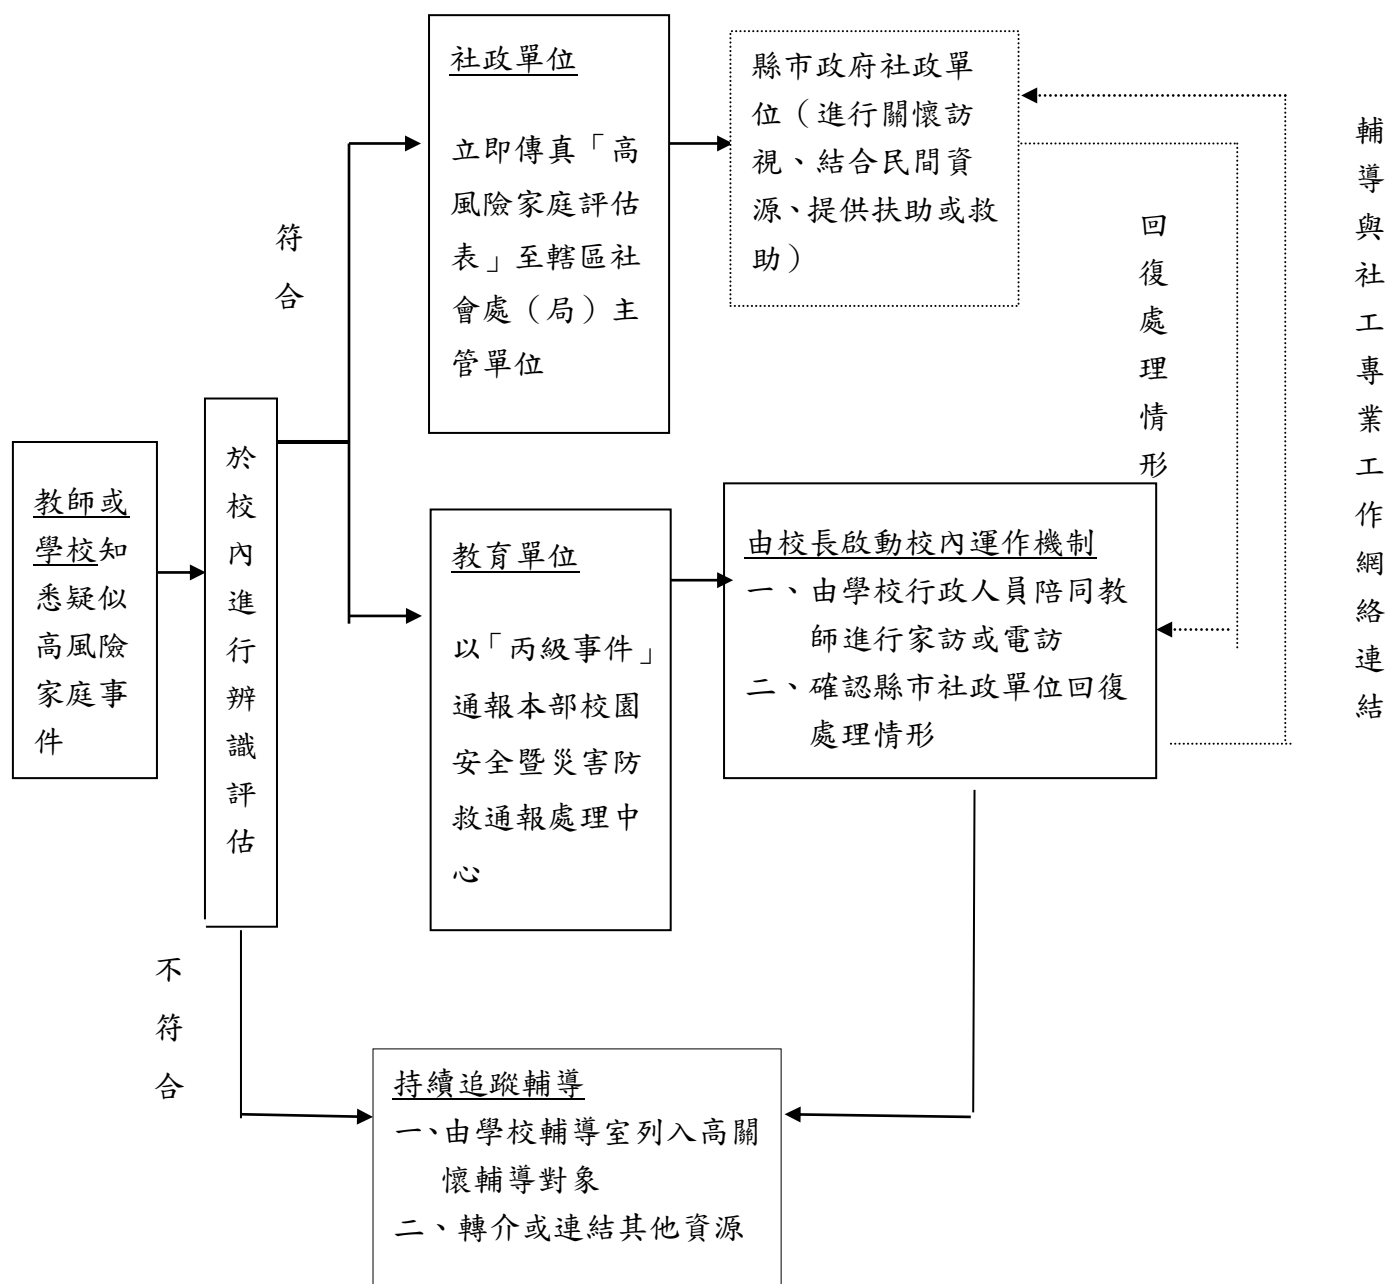 社政單位
立即傳真「高
風險家庭評估
表」至轄區社
會處（局）主
管單位
縣市政府社政單
位（進行關懷訪
視、結合民間資
源、提供扶助或救
助）
輔導與社工專業工作網絡連結
回復處理情形
符合
教師或
學校知
悉疑似
高風險
家庭事
件
於校內進行辨識評估
教育單位
以「丙級事件」
通報本部校園
安全暨災害防
救通報處理中
心
由校長啟動校內運作機制
一、由學校行政人員陪同教
師進行家訪或電訪
二、確認縣市社政單位回復
處理情形
不符合
持續追蹤輔導
一、由學校輔導室列入高關
懷輔導對象
二、轉介或連結其他資源